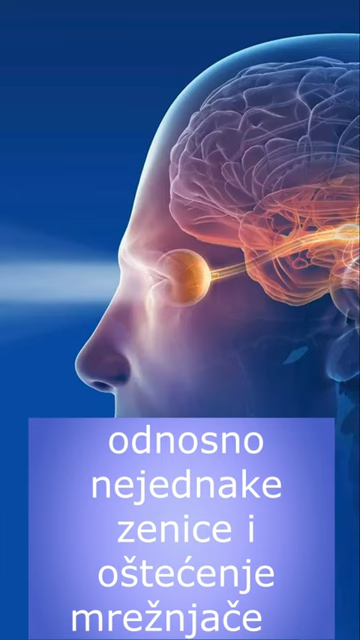 odnosno
nejednake
zenice i
oštećenje
mrežnjače